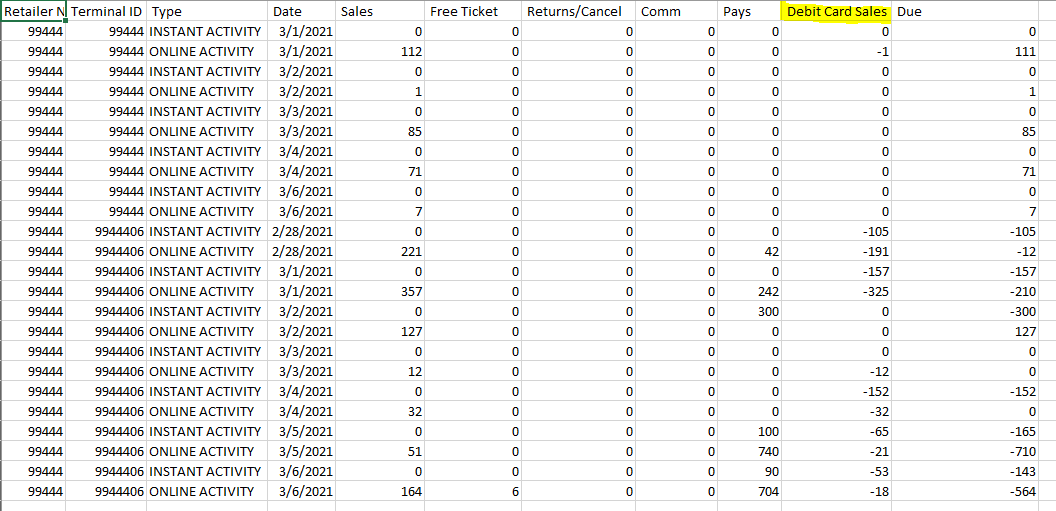 Retailer N Terminal ID Type Date Sales Free Ticket Returns/Cancel Comm Pays Debit Card Sales Due
99444 99444 INSTANT ACTIVITY 3/1/2021 0 0 0 0 0 0 0
99444 99444 ONLINE ACTIVITY 3/1/2021 112 0 0 0 0 -1 111
99444 99444 INSTANT ACTIVITY 3/2/2021 0 0 0 0 0 0 0
99444 99444 ONLINE ACTIVITY 3/2/2021 1 0 0 0 0 0 1
99444 99444 INSTANT ACTIVITY 3/3/2021 0 0 0 0 0 0 0
99444 99444 ONLINE ACTIVITY 3/3/2021 85 0 0 0 0 0 85
99444 99444 INSTANT ACTIVITY 3/4/2021 0 0 0 0 0 0 0
99444 99444 ONLINE ACTIVITY 3/4/2021 71 0 0 0 0 0 71
99444 99444 INSTANT ACTIVITY 3/6/2021 0 0 0 0 0 0 0
99444 99444 ONLINE ACTIVITY 3/6/2021 7 0 0 0 0 0 7
99444 9944406 INSTANT ACTIVITY 2/28/2021 0 0 0 0 0 -105 -105
99444 9944406 ONLINE ACTIVITY 2/28/2021 221 0 0 0 42 -191 -12
99444 9944406 INSTANT ACTIVITY 3/1/2021 0 0 0 0 0 -157 -157
99444 9944406 ONLINE ACTIVITY 3/1/2021 357 0 0 0 242 -325 -210
99444 9944406 INSTANT ACTIVITY 3/2/2021 0 0 0 0 300 0 -300
99444 9944406 ONLINE ACTIVITY 3/2/2021 127 0 0 0 0 0 127
99444 9944406 INSTANT ACTIVITY 3/3/2021 0 0 0 0 0 0 0
99444 9944406 ONLINE ACTIVITY 3/3/2021 12 0 0 0 0 -12 0
99444 9944406 INSTANT ACTIVITY 3/4/2021 0 0 0 0 0 -152 -152
99444 9944406 ONLINE ACTIVITY 3/4/2021 32 0 0 0 0 -32 0
99444 9944406 INSTANT ACTIVITY 3/5/2021 0 0 0 0 100 -65 -165
99444 9944406 ONLINE ACTIVITY 3/5/2021 51 0 0 0 740 -21 -710
99444 9944406 INSTANT ACTIVITY 3/6/2021 0 0 0 0 90 -53 -143
99444 9944406 ONLINE ACTIVITY 3/6/2021 164 6 0 0 704 -18 -564